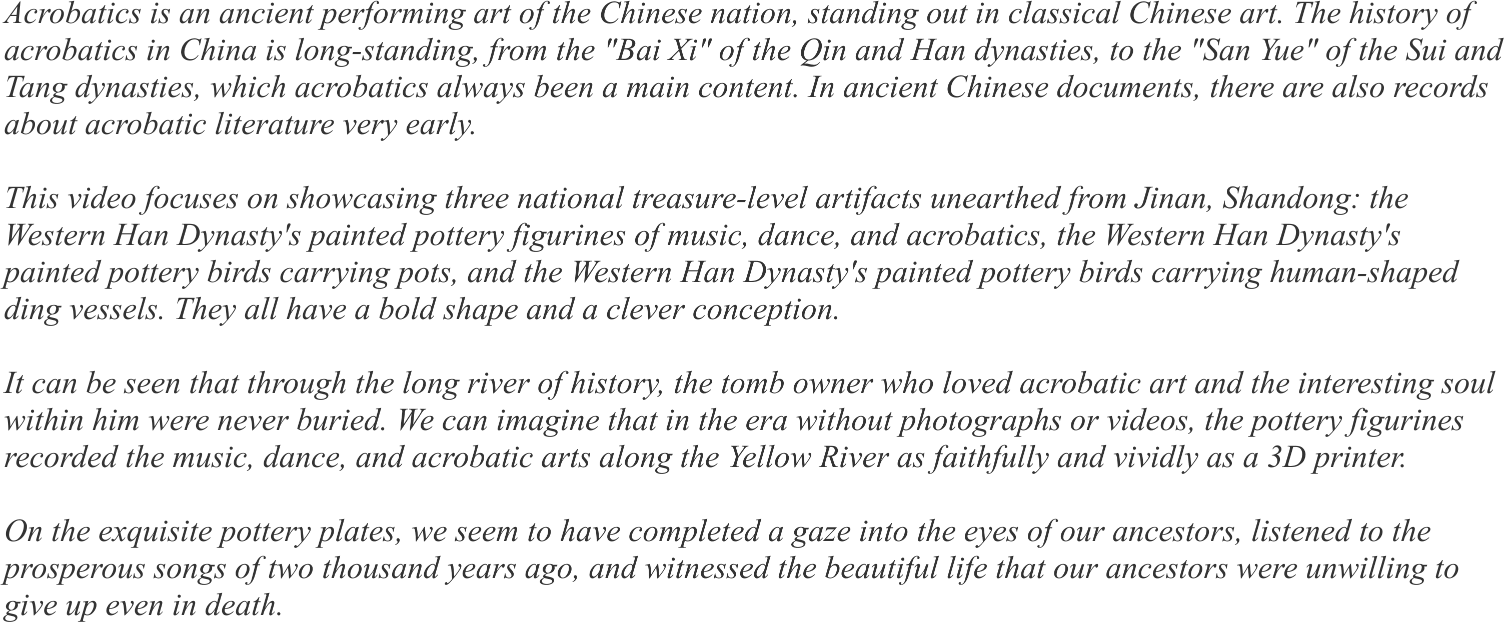 Acrobatics is an ancient performing art of the Chinese nation, standing out in classical Chinese art. The history of
acrobatics in China is long-standing, from the "Bai Xi" of the Qin and Han dynasties, to the "San Yue" of the Sui and
Tang dynasties, which acrobatics always been a main content. In ancient Chinese documents, there are also records
about acrobatic literature very early.
This video focuses on showcasing three national treasure-level artifacts unearthed from Jinan, Shandong: the
Western Han Dynasty's painted pottery figurines of music, dance, and acrobatics, the Western Han Dynasty's
painted pottery birds carrying pots, and the Western Han Dynasty's painted pottery birds carrying human-shaped
ding vessels. They all have a bold shape and a clever conception.
It can be seen that through the long river of history, the tomb owner who loved acrobatic art and the interesting soul
within him were never buried. We can imagine that in the era without photographs or videos, the pottery figurines
recorded the music, dance, and acrobatic arts along the Yellow River as faithfully and vividly as a 3D printer.
On the exquisite pottery plates, we seem to have completed a gaze into the eyes of our ancestors, listened to the
prosperous songs of two thousand years ago, and witnessed the beautiful life that our ancestors were unwilling to
give up even in death.